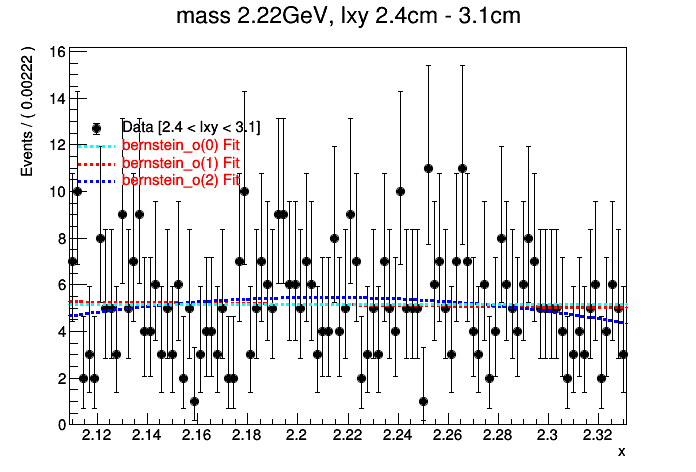 mass 2.22GeV, lxy 2.4cm - 3.1cm
Events / ( 0.00222 )
16
14
12
10
8
6
4
2
0
Data [2.4 < lxy < 3.1]
bernstein_o(0) Fit
bernstein_o(1) Fit
bernstein_o(2) Fit
2.12 2.14 2.16 2.18 2.2 2.22 2.24 2.26 2.28 2.3 2.32
x